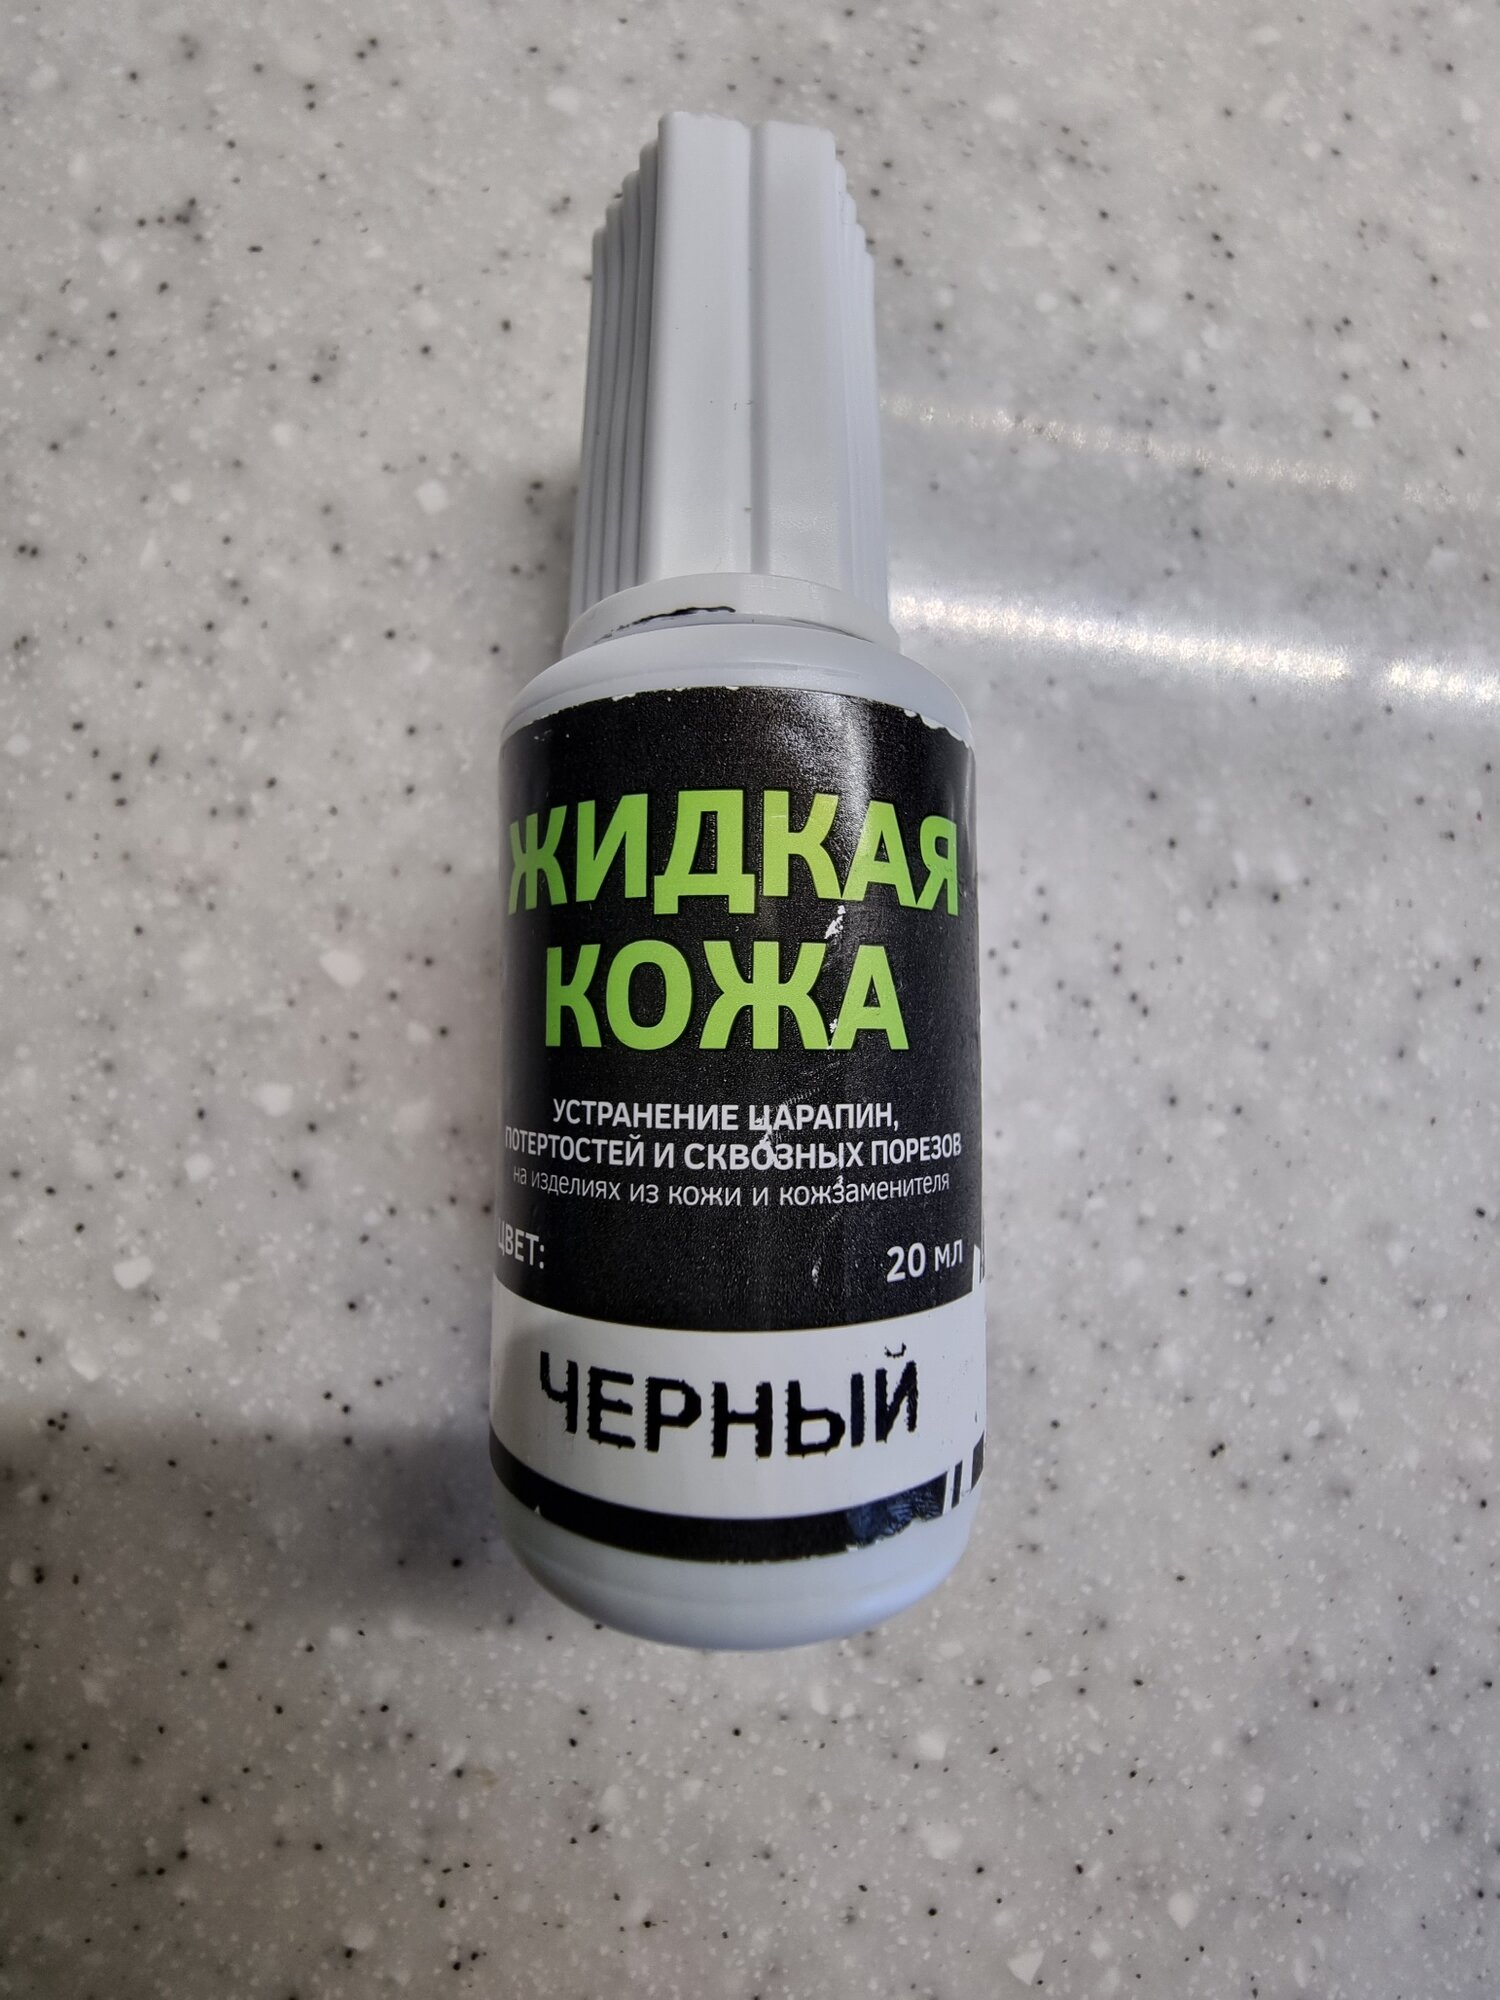 ЖИДКАЯ
КОЖА
УСТРАНЕНИЕ ЦАРАПИН,
ПОТЕРТОСТЕЙ И СКВОЗНЫХ ПОРЕЗОВ
на изделиях из кожи и кожзаменителя
ЦВЕТ:
20 мл
ЧЕРНЫЙ